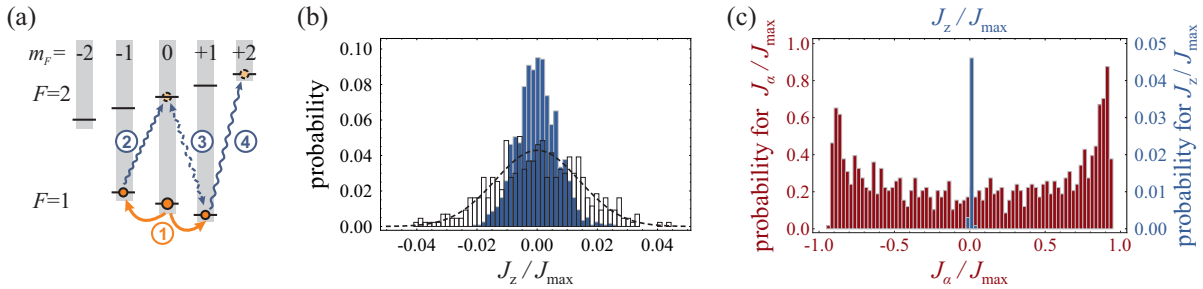 (a)
m_F= -2 -1 0 +1 +2
F=2
2 3 4
F=1
1
(b)
probability
0.10
0.08
0.06
0.04
0.02
0.00
-0.04 -0.02 0.00 0.02 0.04
J_z / J_max
(c)
J_z / J_max
probability for J_α / J_max
1.0
0.8
0.6
0.4
0.2
0.0
-1.0 -0.5 0.0 0.5 1.0
J_α / J_max
0.05
0.04
0.03
0.02
0.01
0.00
probability for J_z / J_max